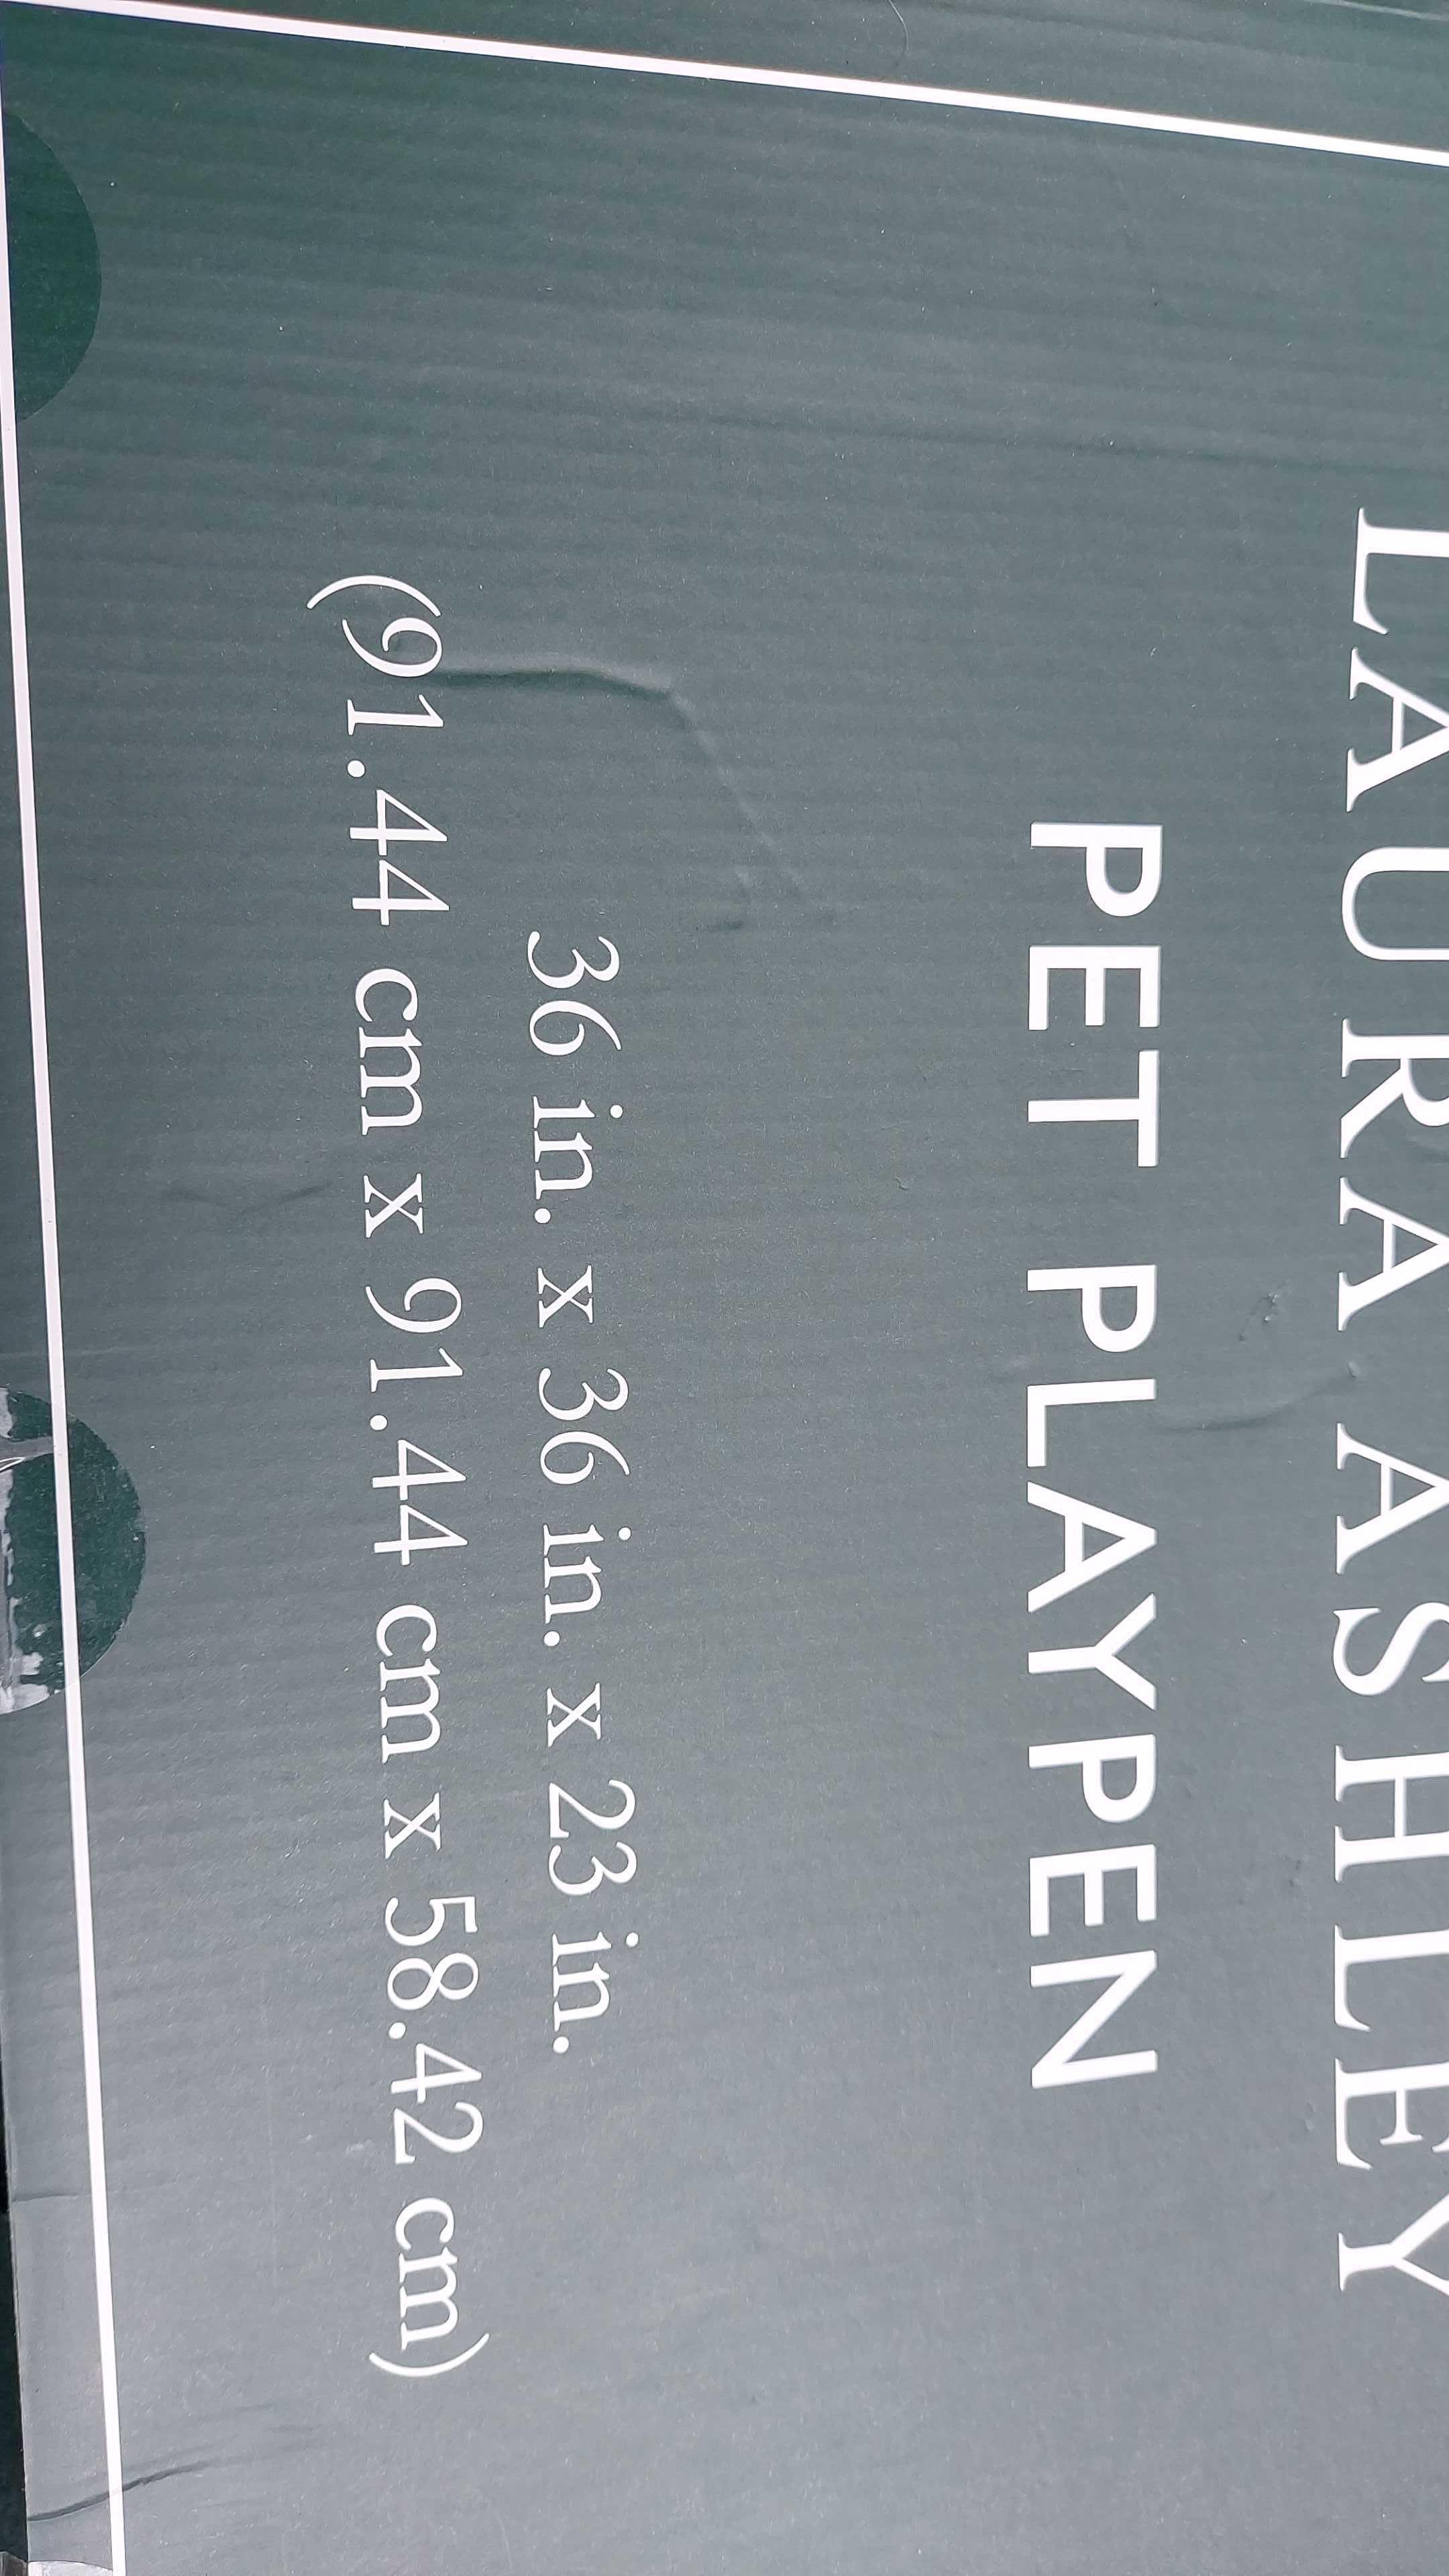 LAURA ASHLEY
PET PLAYPEN
36 in. x 36 in. x 23 in.
(91.44 cm x 91.44 cm x 58.42 cm)